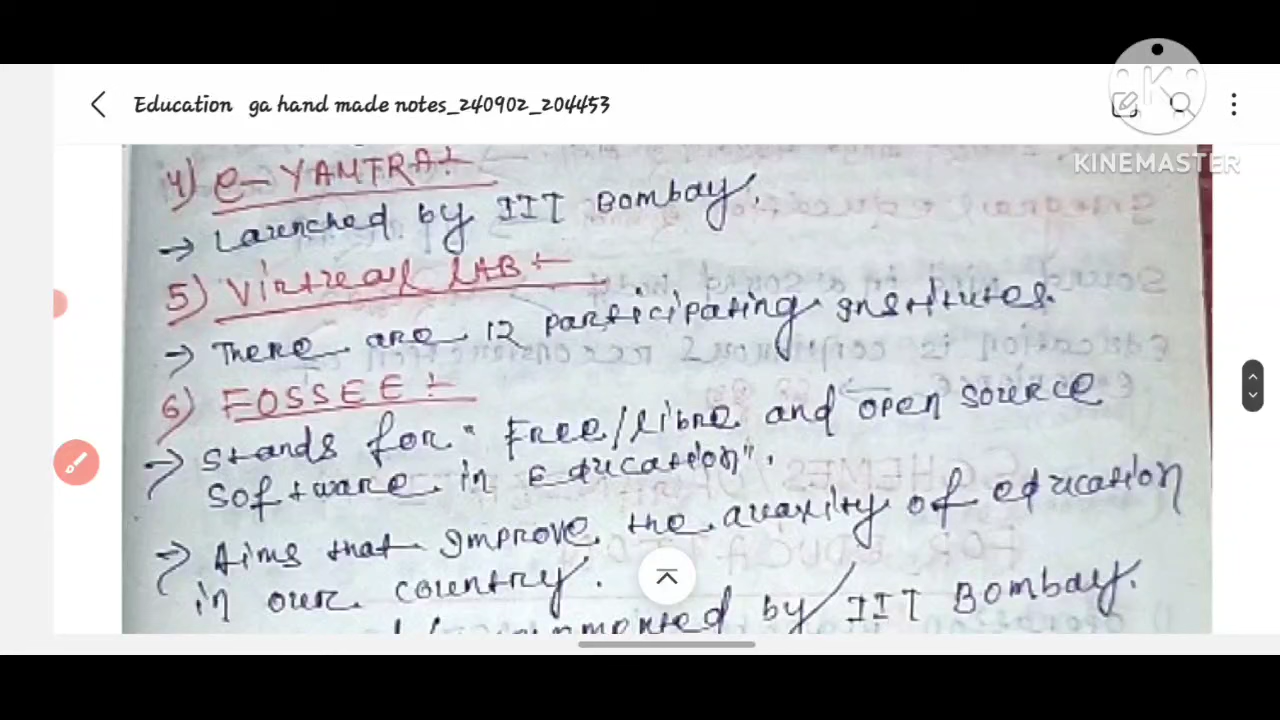 Education ga hand made notes_240902_204453
KINEMASTER
4) e-YANTRA:-
→ Launched by IIT Bombay.
5) Virtual LAB:-
→ There are 12 participating institutes.
6) FOSSEE:-
→ Stands for "Free/libre and open source
software in Education".
→ Aims that improve the quality of education
in our country.
by IIT Bombay.